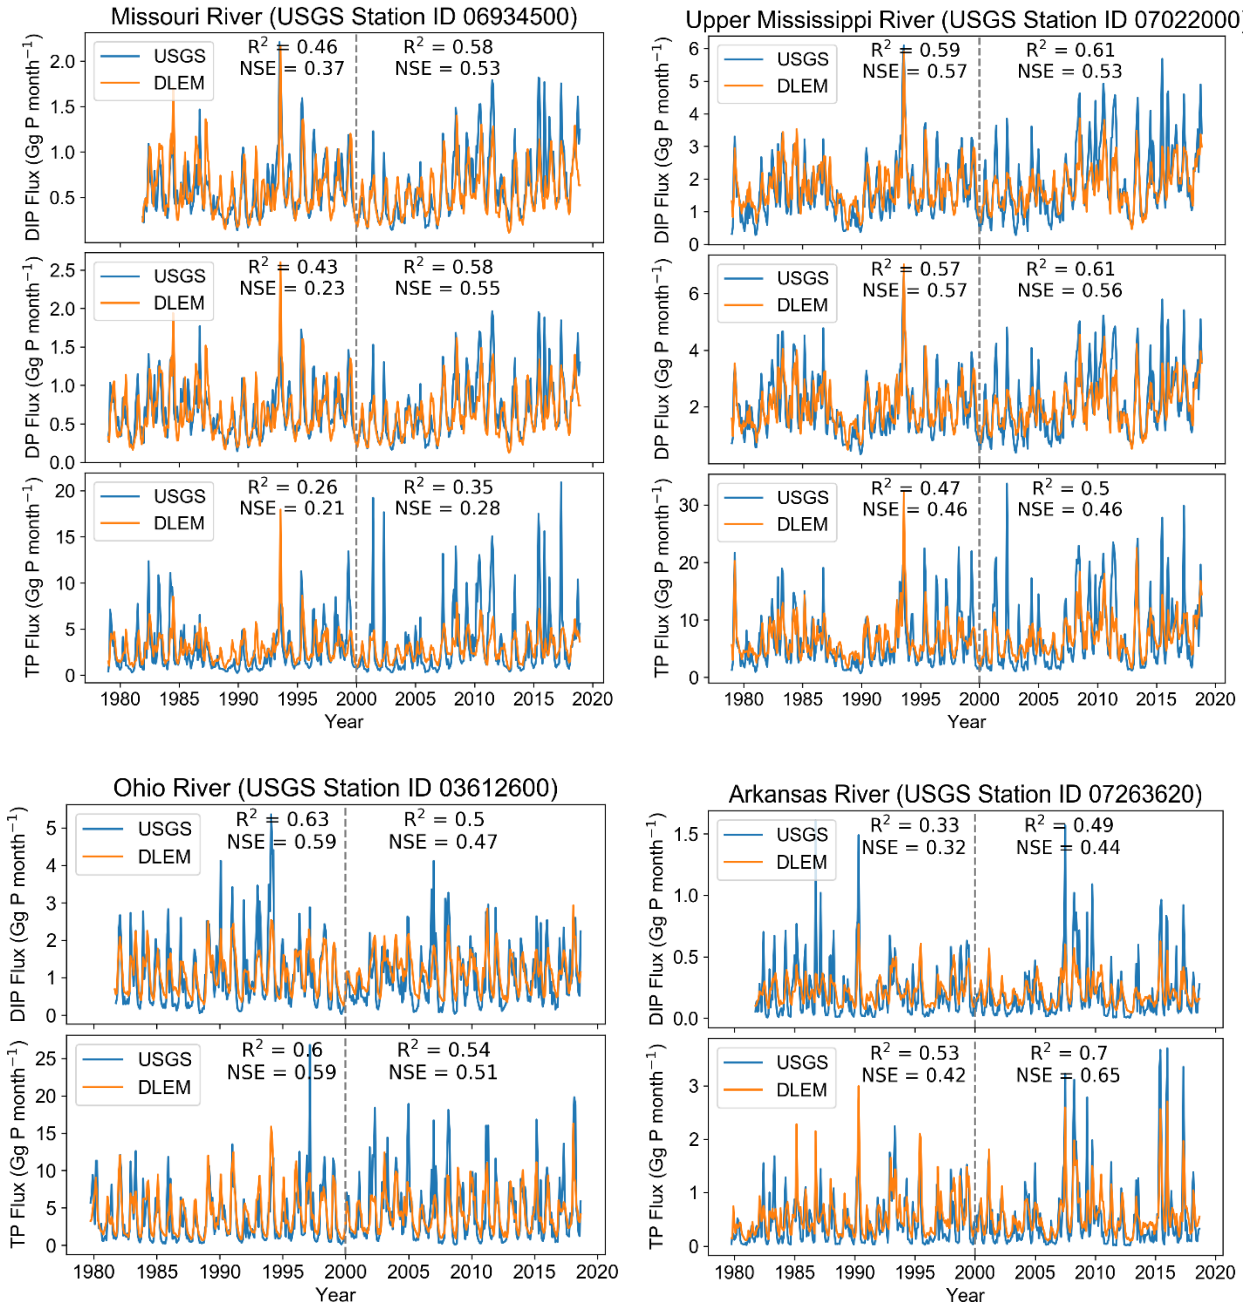 Missouri River (USGS Station ID 06934500)
DIP Flux (Gg P month⁻¹)
2.0
1.5
1.0
0.5
USGS
DLEM
R² = 0.46
NSE = 0.37
R² = 0.58
NSE = 0.53
DP Flux (Gg P month⁻¹)
2.5
2.0
1.5
1.0
0.5
0.0
USGS
DLEM
R² = 0.43
NSE = 0.23
R² = 0.58
NSE = 0.55
TP Flux (Gg P month⁻¹)
20
15
10
5
0
USGS
DLEM
R² = 0.26
NSE = 0.21
R² = 0.35
NSE = 0.28
1980 1985 1990 1995 2000 2005 2010 2015 2020
Year
Upper Mississippi River (USGS Station ID 07022000)
DIP Flux (Gg P month⁻¹)
6
5
4
3
2
1
0
USGS
DLEM
R² = 0.59
NSE = 0.57
R² = 0.61
NSE = 0.53
DP Flux (Gg P month⁻¹)
6
4
2
USGS
DLEM
R² = 0.57
NSE = 0.57
R² = 0.61
NSE = 0.56
TP Flux (Gg P month⁻¹)
30
20
10
0
USGS
DLEM
R² = 0.47
NSE = 0.46
R² = 0.5
NSE = 0.46
1980 1985 1990 1995 2000 2005 2010 2015 2020
Year
Ohio River (USGS Station ID 03612600)
DIP Flux (Gg P month⁻¹)
5
4
3
2
1
0
USGS
DLEM
R² = 0.63
NSE = 0.59
R² = 0.5
NSE = 0.47
TP Flux (Gg P month⁻¹)
25
20
15
10
5
0
USGS
DLEM
R² = 0.6
NSE = 0.59
R² = 0.54
NSE = 0.51
1980 1985 1990 1995 2000 2005 2010 2015 2020
Year
Arkansas River (USGS Station ID 07263620)
DIP Flux (Gg P month⁻¹)
1.5
1.0
0.5
0.0
USGS
DLEM
R² = 0.33
NSE = 0.32
R² = 0.49
NSE = 0.44
TP Flux (Gg P month⁻¹)
3
2
1
0
USGS
DLEM
R² = 0.53
NSE = 0.42
R² = 0.7
NSE = 0.65
1980 1985 1990 1995 2000 2005 2010 2015 2020
Year